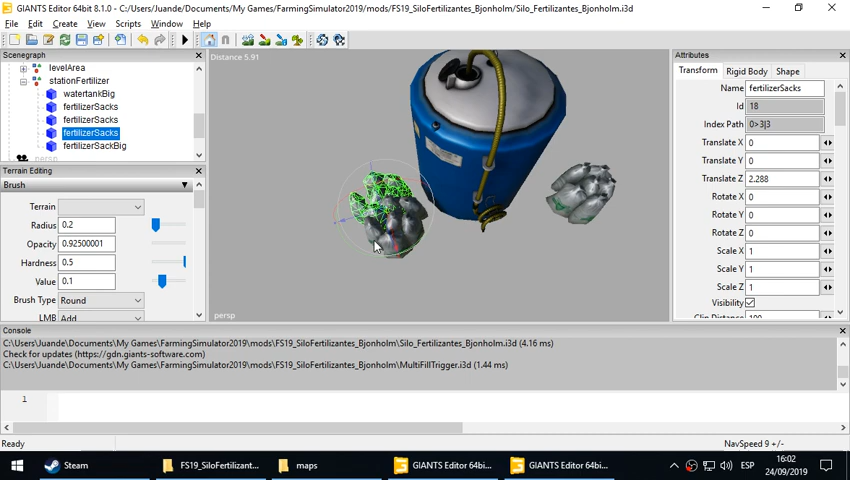 GIANTS Editor 64bit 8.1.0 - C:/Users/Juande/Documents/My Games/FarmingSimulator2019/mods/FS19_SiloFertilizantes_Bjonholm/Silo_Fertilizantes_Bjonholm.i3d
File Edit Create View Scripts Window Help
Scenegraph
levelArea
stationFertilizer
watertankBig
fertilizerSacks
fertilizerSacks
fertilizerSacks
fertilizerSackBig
persp
Terrain Editing
Brush
Terrain
Radius 0.2
Opacity 0.92500001
Hardness 0.5
Value 0.1
Brush Type Round
LMB Add
Distance 5.91
persp
Attributes
Transform Rigid Body Shape
Name fertilizerSacks
Id 18
Index Path 0>3|3
Translate X 0
Translate Y 0
Translate Z 2.288
Rotate X 0
Rotate Y 0
Rotate Z 0
Scale X 1
Scale Y 1
Scale Z 1
Visibility
Clip Distance 100
Console
C:\Users\Juande\Documents\My Games\FarmingSimulator2019\mods\FS19_SiloFertilizantes_Bjonholm\Silo_Fertilizantes_Bjonholm.i3d (4.16 ms)
Check for updates (https://gdn.giants-software.com)
C:\Users\Juande\Documents\My Games\FarmingSimulator2019\mods\FS19_SiloFertilizantes_Bjonholm\MultiFillTrigger.i3d (1.44 ms)
1
Ready
NavSpeed 9 +/-
Steam
FS19_SiloFertilizant...
maps
GIANTS Editor 64bi...
GIANTS Editor 64bi...
ESP
16:02
24/09/2019